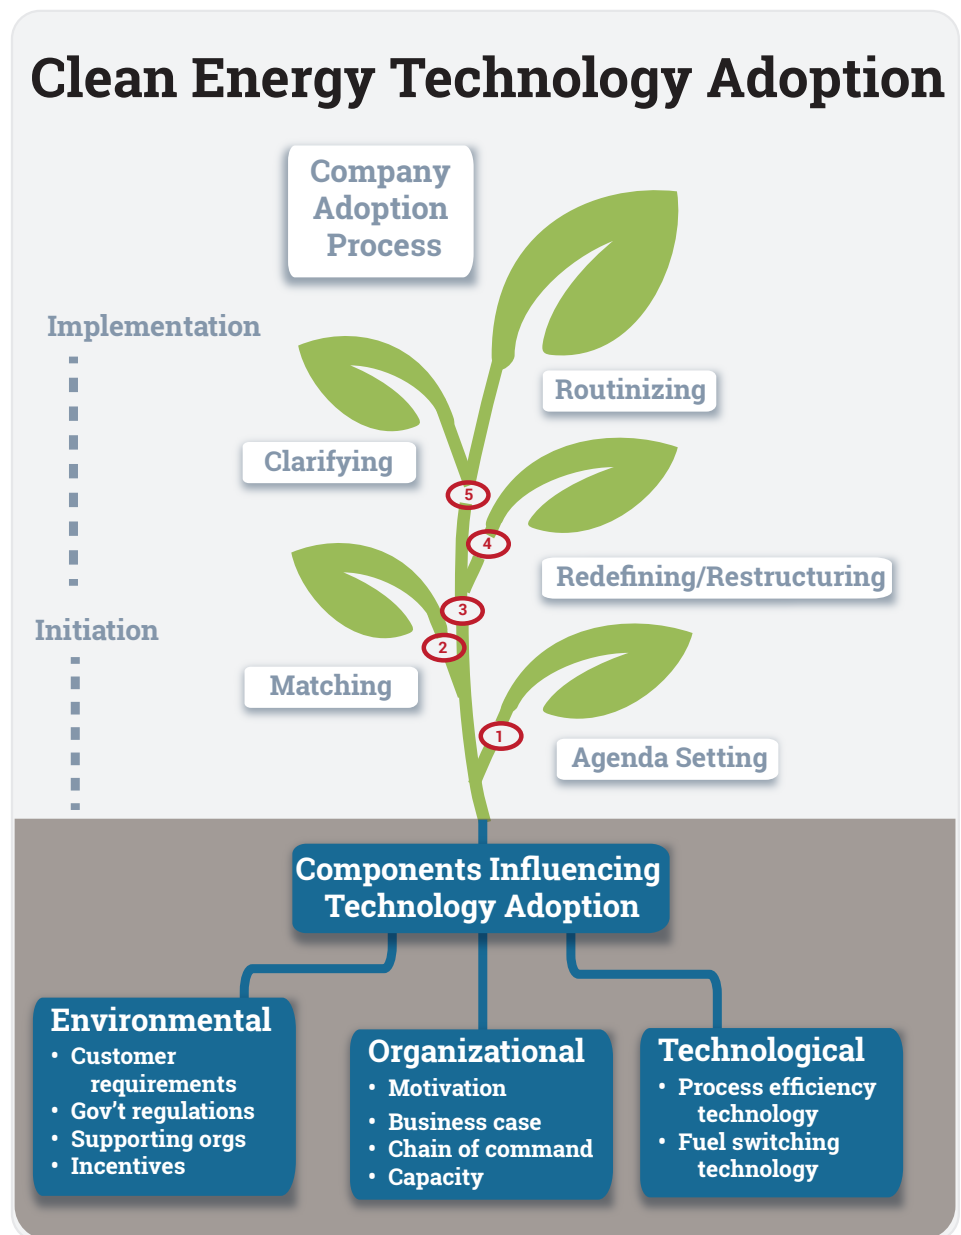 Clean Energy Technology Adoption
Company
Adoption
Process
Implementation
Routinizing
Clarifying
5
4
Redefining/Restructuring
3
Initiation
2
Matching
1
Agenda Setting
Components Influencing
Technology Adoption
Environmental
• Customer
requirements
• Gov’t regulations
• Supporting orgs
• Incentives
Organizational
• Motivation
• Business case
• Chain of command
• Capacity
Technological
• Process efficiency
technology
• Fuel switching
technology